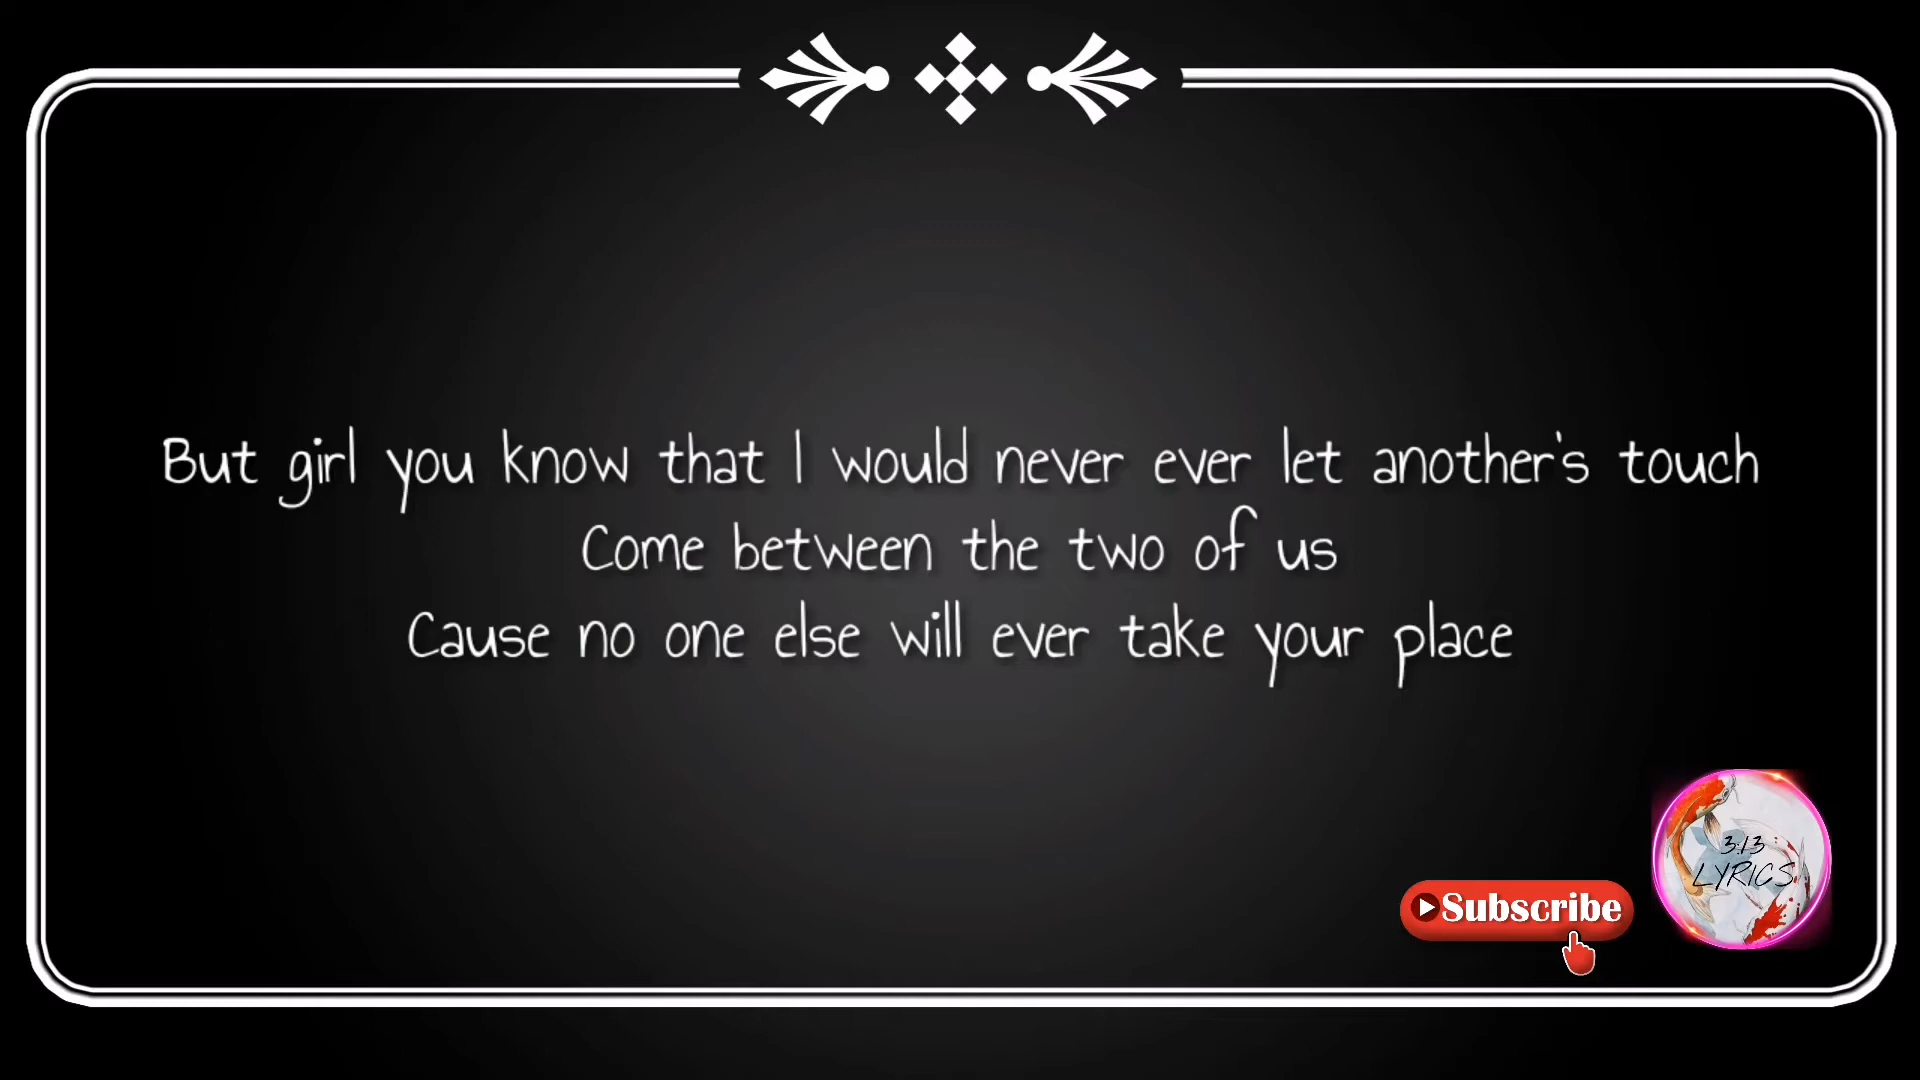 But girl you know that I would never ever let another's touch
Come between the two of us
Cause no one else will ever take your place
3:13
LYRICS
Subscribe